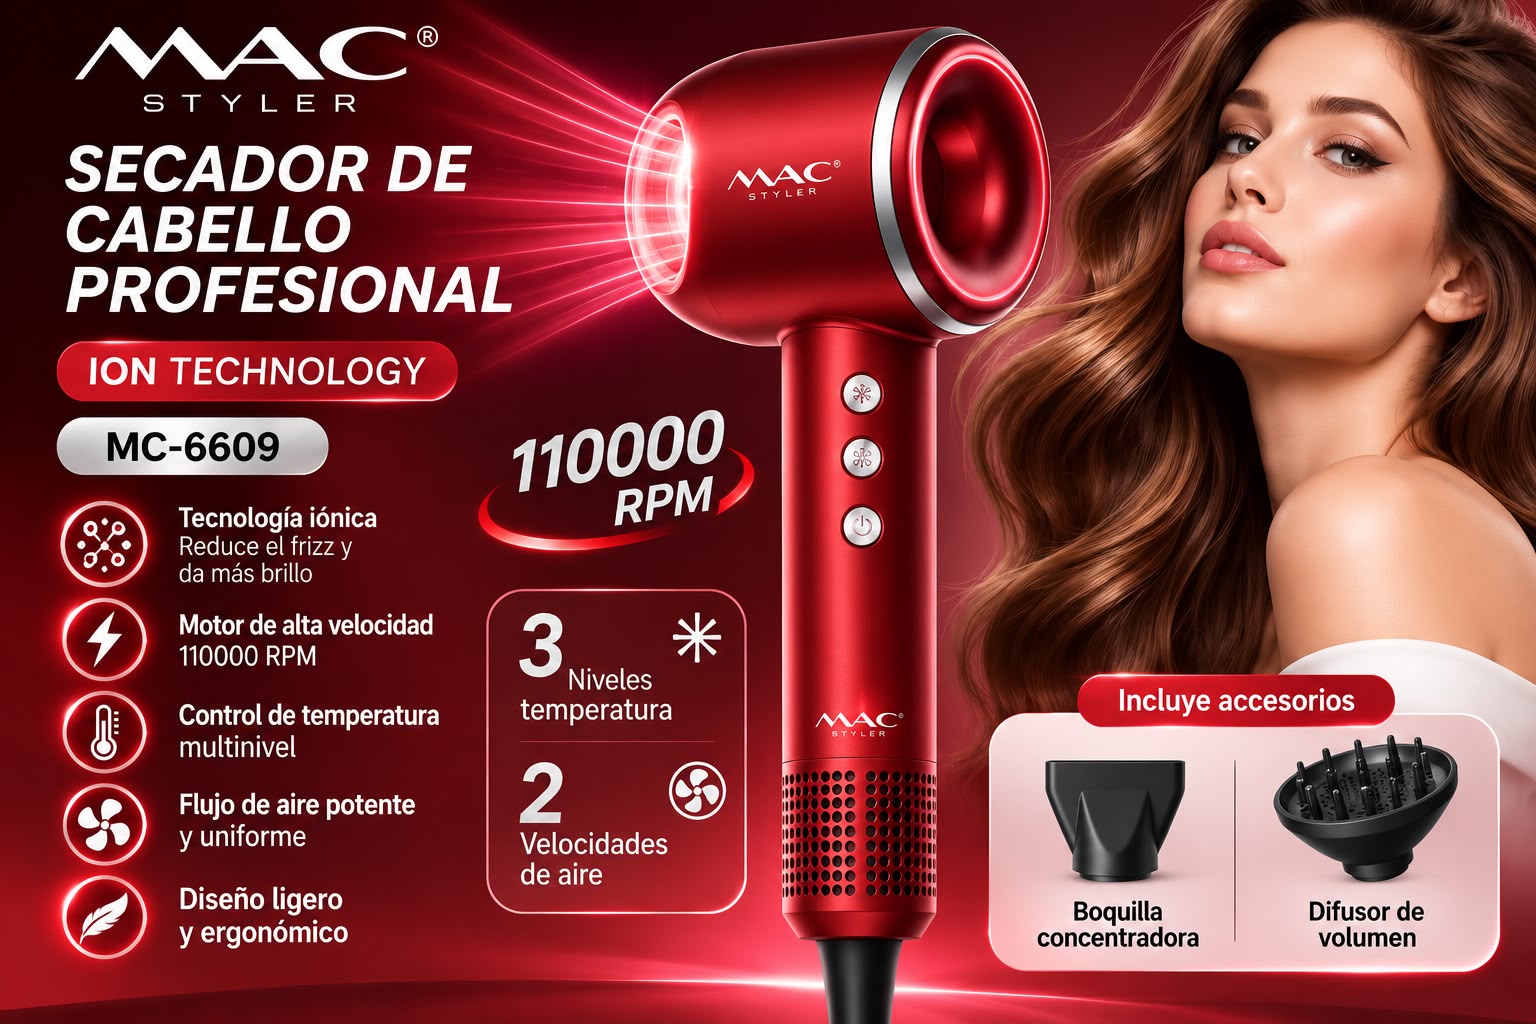 MAC®
STYLER
SECADOR DE
CABELLO
PROFESIONAL
ION TECHNOLOGY
MC-6609
Tecnología iónica
Reduce el frizz y
da más brillo
Motor de alta velocidad
110000 RPM
Control de temperatura
multinivel
Flujo de aire potente
y uniforme
Diseño ligero
y ergonómico
110000
RPM
3
Niveles
temperatura
2
Velocidades
de aire
MAC®
STYLER
MAC®
STYLER
Incluye accesorios
Boquilla
concentradora
Difusor de
volumen